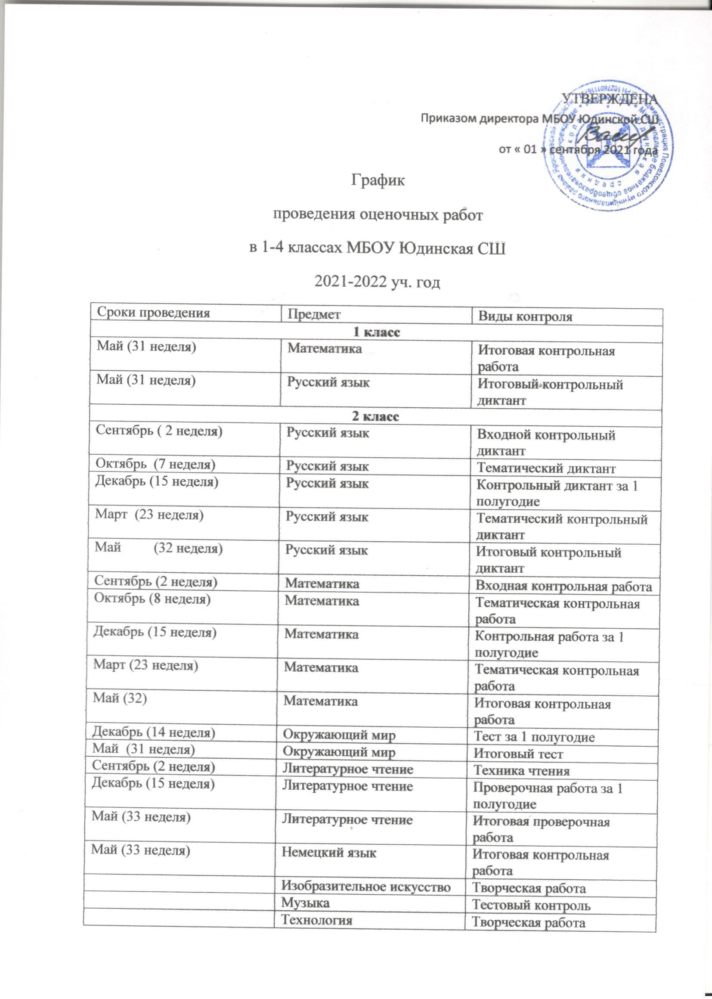 УТВЕРЖДЕНА
Приказом директора МБОУ Юдинской СШ
от « 01 » сентября 2021 года
График
проведения оценочных работ
в 1-4 классах МБОУ Юдинская СШ
2021-2022 уч. год
Сроки проведения Предмет Виды контроля
1 класс
Май (31 неделя) Математика Итоговая контрольная
работа
Май (31 неделя) Русский язык Итоговый контрольный
диктант
2 класс
Сентябрь ( 2 неделя) Русский язык Входной контрольный
диктант
Октябрь (7 неделя) Русский язык Тематический диктант
Декабрь (15 неделя) Русский язык Контрольный диктант за 1
полугодие
Март (23 неделя) Русский язык Тематический контрольный
диктант
Май (32 неделя) Русский язык Итоговый контрольный
диктант
Сентябрь (2 неделя) Математика Входная контрольная работа
Октябрь (8 неделя) Математика Тематическая контрольная
работа
Декабрь (15 неделя) Математика Контрольная работа за 1
полугодие
Март (23 неделя) Математика Тематическая контрольная
работа
Май (32) Математика Итоговая контрольная
работа
Декабрь (14 неделя) Окружающий мир Тест за 1 полугодие
Май (31 неделя) Окружающий мир Итоговый тест
Сентябрь (2 неделя) Литературное чтение Техника чтения
Декабрь (15 неделя) Литературное чтение Проверочная работа за 1
полугодие
Май (33 неделя) Литературное чтение Итоговая проверочная
работа
Май (33 неделя) Немецкий язык Итоговая контрольная
работа
Изобразительное искусство Творческая работа
Музыка Тестовый контроль
Технология Творческая работа